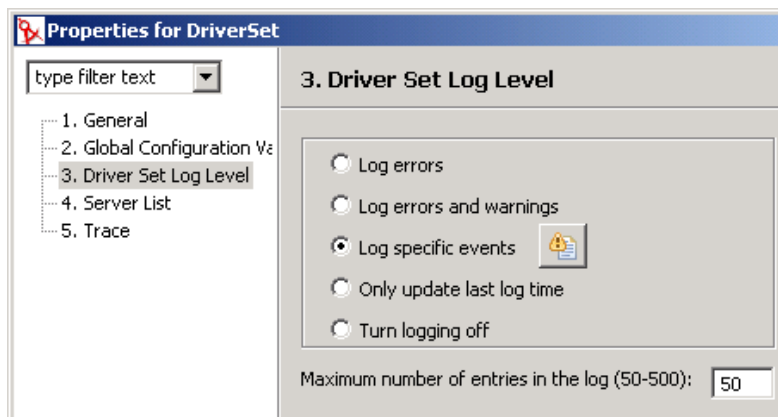 Properties for DriverSet
type filter text
1. General
2. Global Configuration Va
3. Driver Set Log Level
4. Server List
5. Trace
3. Driver Set Log Level
Log errors
Log errors and warnings
Log specific events
Only update last log time
Turn logging off
Maximum number of entries in the log (50-500): 50